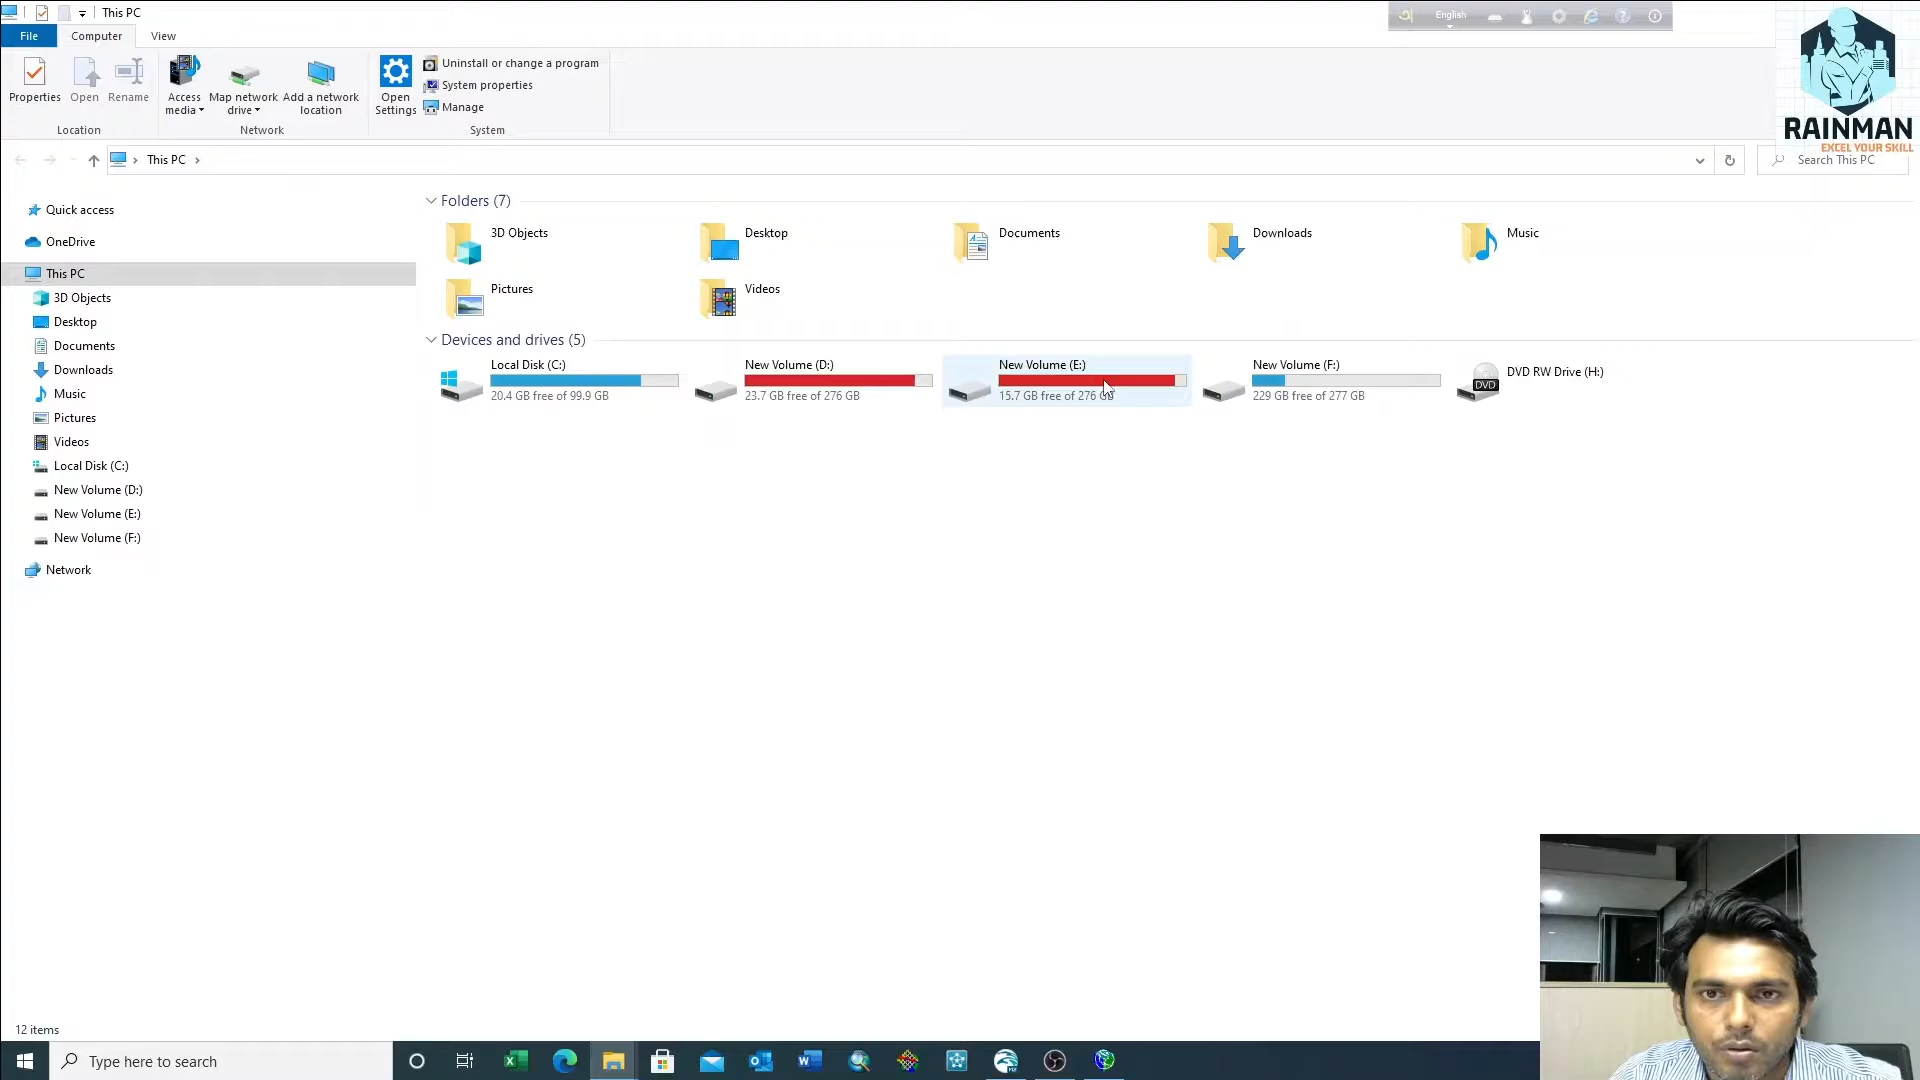 This PC
English
File
Computer
View
Properties
Open
Rename
Access media
Map network drive
Add a network location
Open Settings
Uninstall or change a program
System properties
Manage
Location
Network
System
RAINMAN
EXCEL YOUR SKILL
This PC
Search This PC
Quick access
OneDrive
This PC
3D Objects
Desktop
Documents
Downloads
Music
Pictures
Videos
Local Disk (C:)
New Volume (D:)
New Volume (E:)
New Volume (F:)
Network
Folders (7)
3D Objects
Desktop
Documents
Downloads
Music
Pictures
Videos
Devices and drives (5)
Local Disk (C:)
20.4 GB free of 99.9 GB
New Volume (D:)
23.7 GB free of 276 GB
New Volume (E:)
15.7 GB free of 276 GB
New Volume (F:)
229 GB free of 277 GB
DVD RW Drive (H:)
DVD
12 items
Type here to search